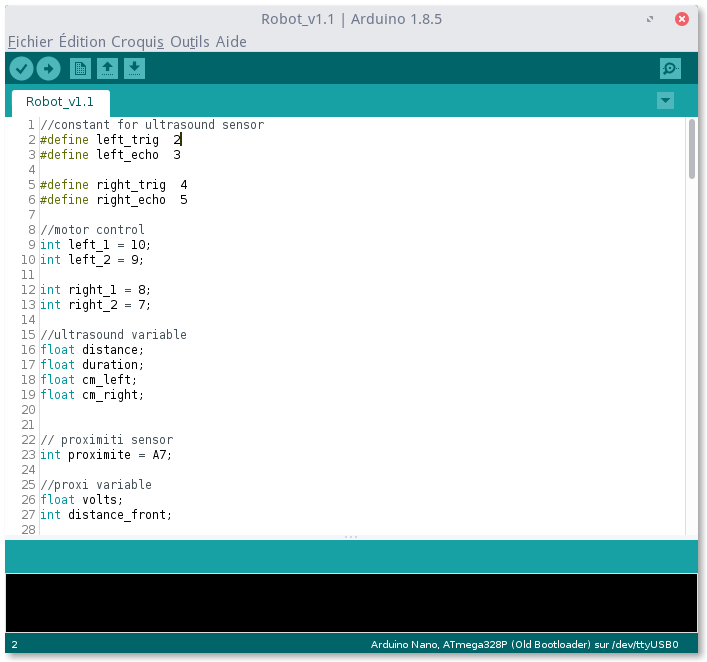 Robot_v1.1 | Arduino 1.8.5
Fichier Édition Croquis Outils Aide
Robot_v1.1
1 //constant for ultrasound sensor
2 #define left_trig  2
3 #define left_echo  3
4
5 #define right_trig  4
6 #define right_echo  5
7
8 //motor control
9 int left_1 = 10;
10 int left_2 = 9;
11
12 int right_1 = 8;
13 int right_2 = 7;
14
15 //ultrasound variable
16 float distance;
17 float duration;
18 float cm_left;
19 float cm_right;
20
21
22 // proximiti sensor
23 int proximite = A7;
24
25 //proxi variable
26 float volts;
27 int distance_front;
28
2 Arduino Nano, ATmega328P (Old Bootloader) sur /dev/ttyUSB0